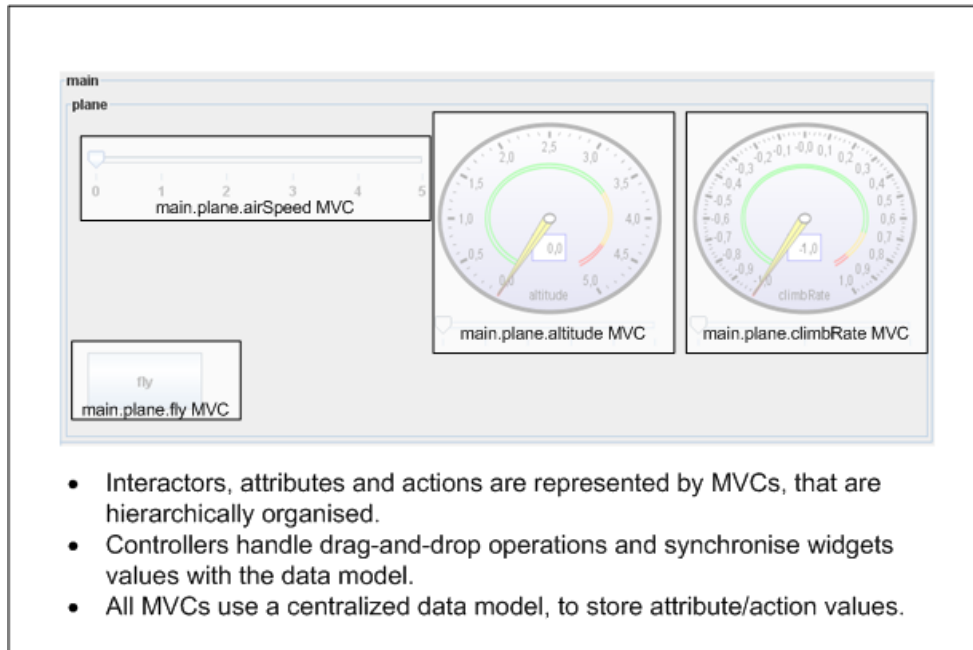 main
plane
0 1 2 3 4 5
main.plane.airSpeed MVC
0,0 0,5 1,0 1,5 2,0 2,5 3,0 3,5 4,0 4,5 5,0
0,0
altitude
main.plane.altitude MVC
-1,0 -0,9 -0,8 -0,7 -0,6 -0,5 -0,4 -0,3 -0,2 -0,1 -0,0 0,1 0,2 0,3 0,4 0,5 0,6 0,7 0,8 0,9 1,0
-1,0
climbRate
main.plane.climbRate MVC
fly
main.plane.fly MVC
• Interactors, attributes and actions are represented by MVCs, that are
hierarchically organised.
• Controllers handle drag-and-drop operations and synchronise widgets
values with the data model.
• All MVCs use a centralized data model, to store attribute/action values.